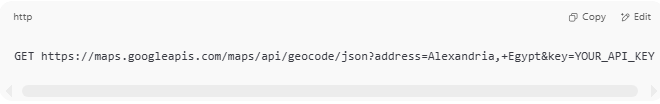 http
Copy
Edit
GET https://maps.googleapis.com/maps/api/geocode/json?address=Alexandria,+Egypt&key=YOUR_API_KEY